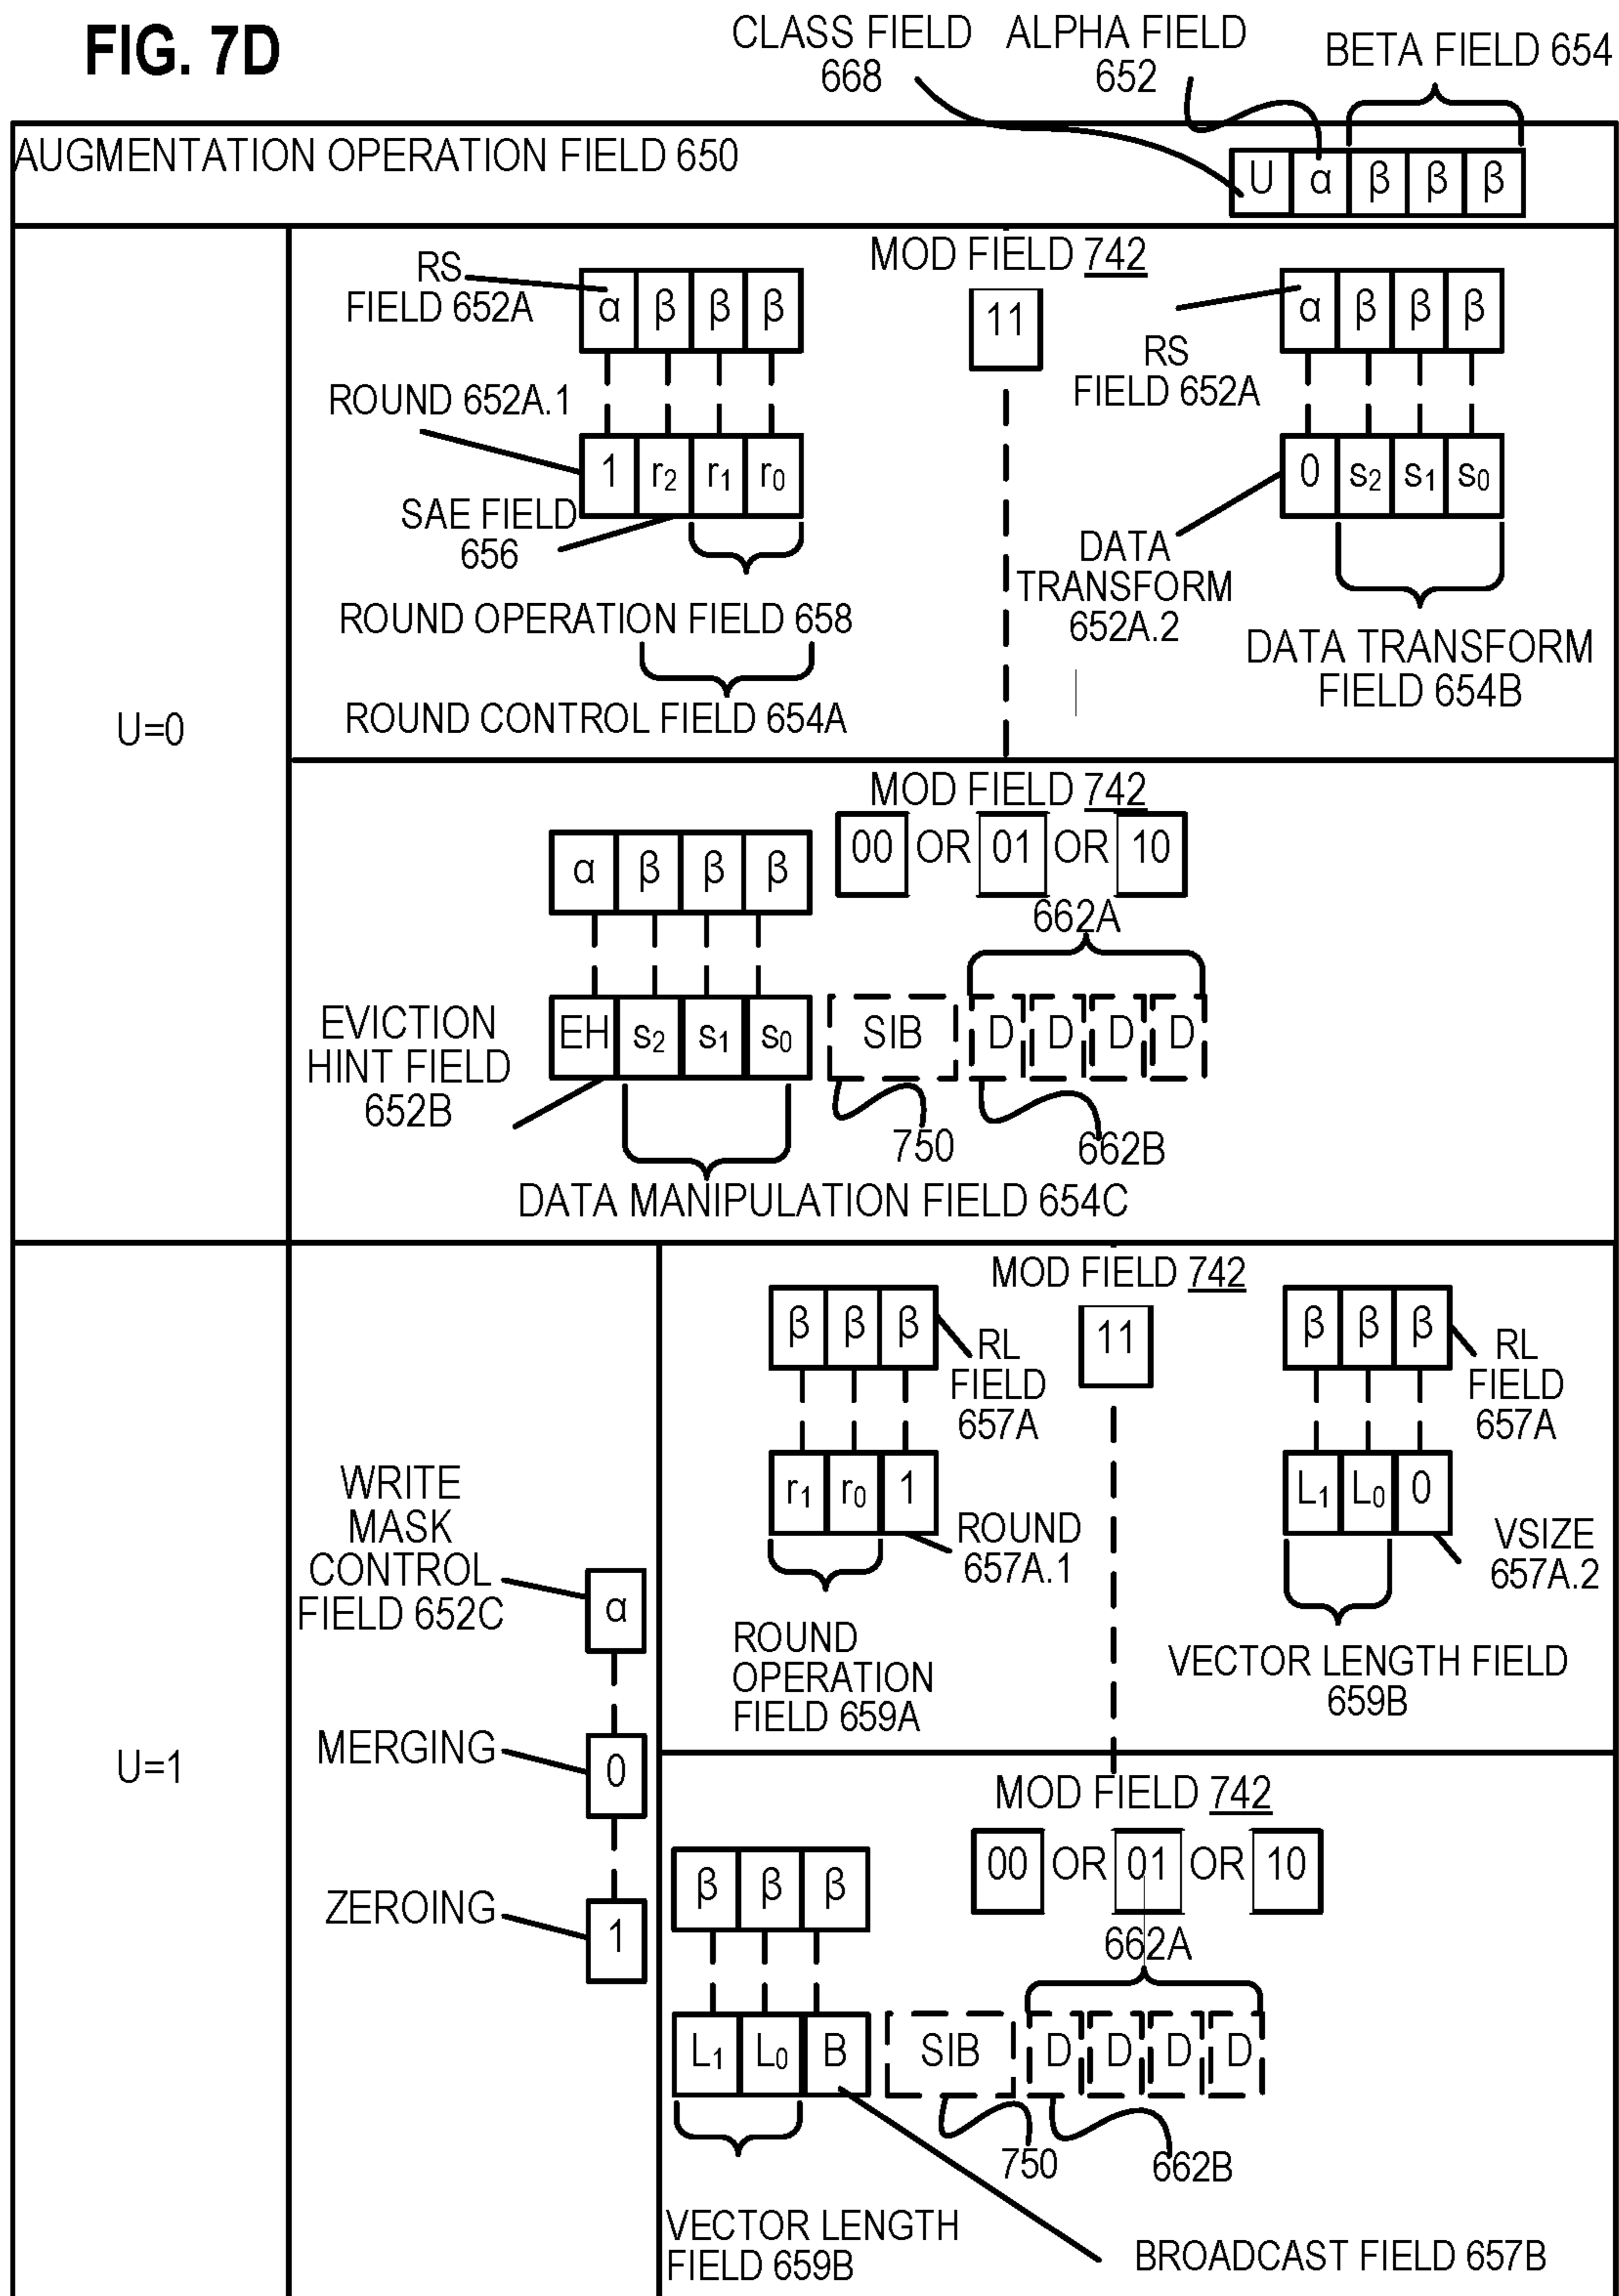 FIG. 7D
CLASS FIELD
668
ALPHA FIELD
652
BETA FIELD 654
AUGMENTATION OPERATION FIELD 650
U α β β β
U=0
MOD FIELD 742
11
RS
FIELD 652A
α β β β
ROUND 652A.1
1 r₂ r₁ r₀
SAE FIELD
656
ROUND OPERATION FIELD 658
ROUND CONTROL FIELD 654A
α β β β
RS
FIELD 652A
0 s₂ s₁ s₀
DATA
TRANSFORM
652A.2
DATA TRANSFORM
FIELD 654B
MOD FIELD 742
00 OR 01 OR 10
α β β β
662A
EVICTION
HINT FIELD
652B
EH s₂ s₁ s₀ SIB D D D D
750
662B
DATA MANIPULATION FIELD 654C
U=1
WRITE
MASK
CONTROL
FIELD 652C
α
MERGING
0
ZEROING
1
MOD FIELD 742
11
β β β
RL
FIELD
657A
r₁ r₀ 1
ROUND
657A.1
ROUND
OPERATION
FIELD 659A
β β β
RL
FIELD
657A
L₁ L₀ 0
VSIZE
657A.2
VECTOR LENGTH FIELD
659B
MOD FIELD 742
00 OR 01 OR 10
β β β
662A
L₁ L₀ B SIB D D D D
750
662B
VECTOR LENGTH
FIELD 659B
BROADCAST FIELD 657B